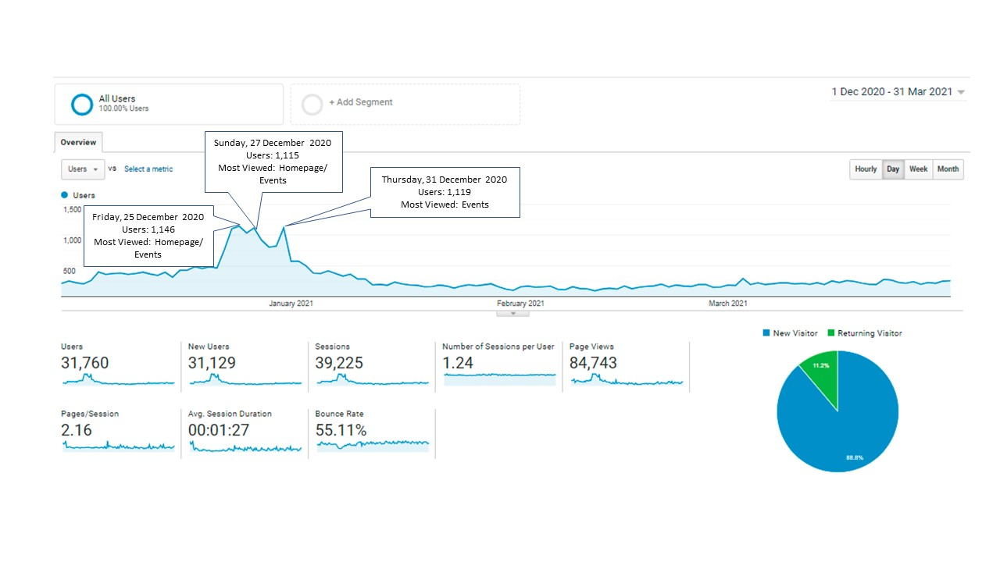 All Users
100.00% Users
+ Add Segment
1 Dec 2020 - 31 Mar 2021
Overview
Users
vs
Select a metric
Hourly
Day
Week
Month
Sunday, 27 December 2020
Users: 1,115
Most Viewed: Homepage/
Events
Thursday, 31 December 2020
Users: 1,119
Most Viewed: Events
Users
1,500
1,000
500
Friday, 25 December 2020
Users: 1,146
Most Viewed: Homepage/
Events
January 2021
February 2021
March 2021
Users
31,760
New Users
31,129
Sessions
39,225
Number of Sessions per User
1.24
Page Views
84,743
Pages/Session
2.16
Avg. Session Duration
00:01:27
Bounce Rate
55.11%
New Visitor
Returning Visitor
11.2%
88.8%